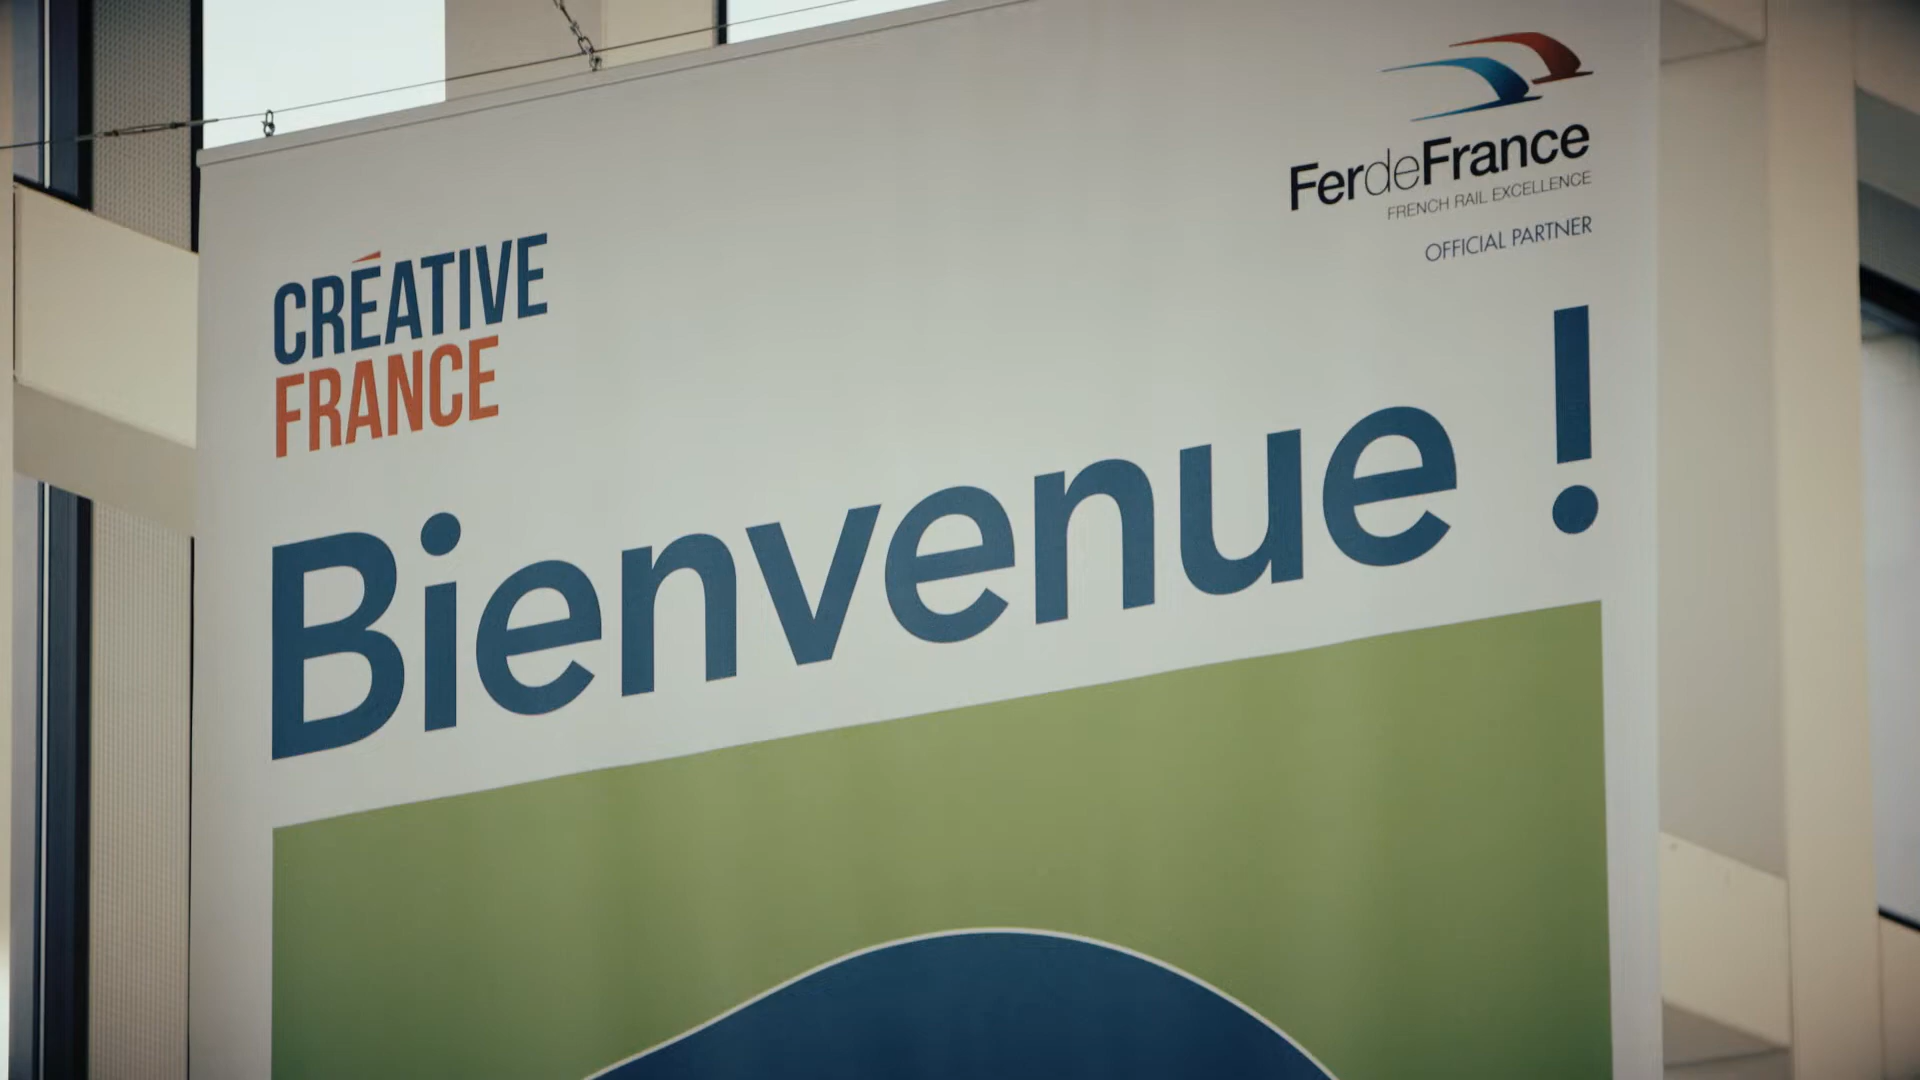 FerdeFrance
FRENCH RAIL EXCELLENCE
OFFICIAL PARTNER
CRÉATIVE
FRANCE
Bienvenue !